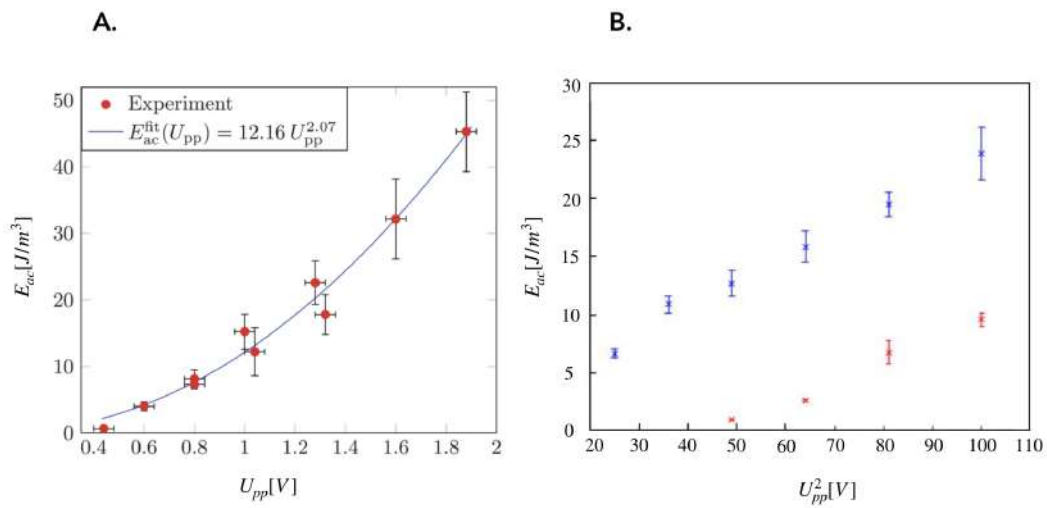 A.
B.
Experiment
E_ac^fit(U_pp) = 12.16 U_pp^2.07
E_ac[J/m³]
50
40
30
20
10
0
0.4 0.6 0.8 1 1.2 1.4 1.6 1.8 2
U_pp[V]
E_ac[J/m³]
30
25
20
15
10
5
0
20 30 40 50 60 70 80 90 100 110
U_pp^2[V]